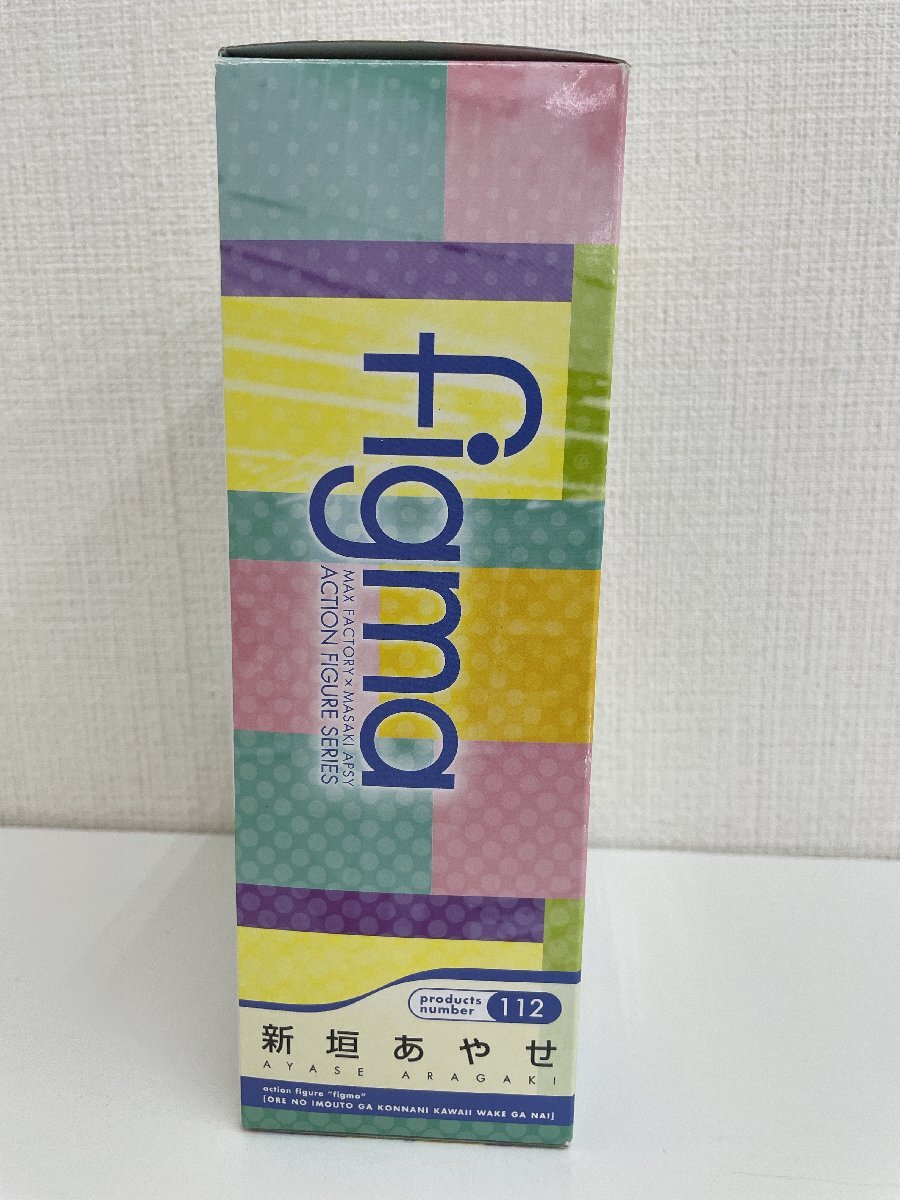 figma
MAX FACTORY×MASAKI APSY
ACTION FIGURE SERIES
products
number
112
新垣あやせ
AYASE ARAGAKI
action figure "figma"
[ORE NO IMOUTO GA KONNANI KAWAII WAKE GA NAI]